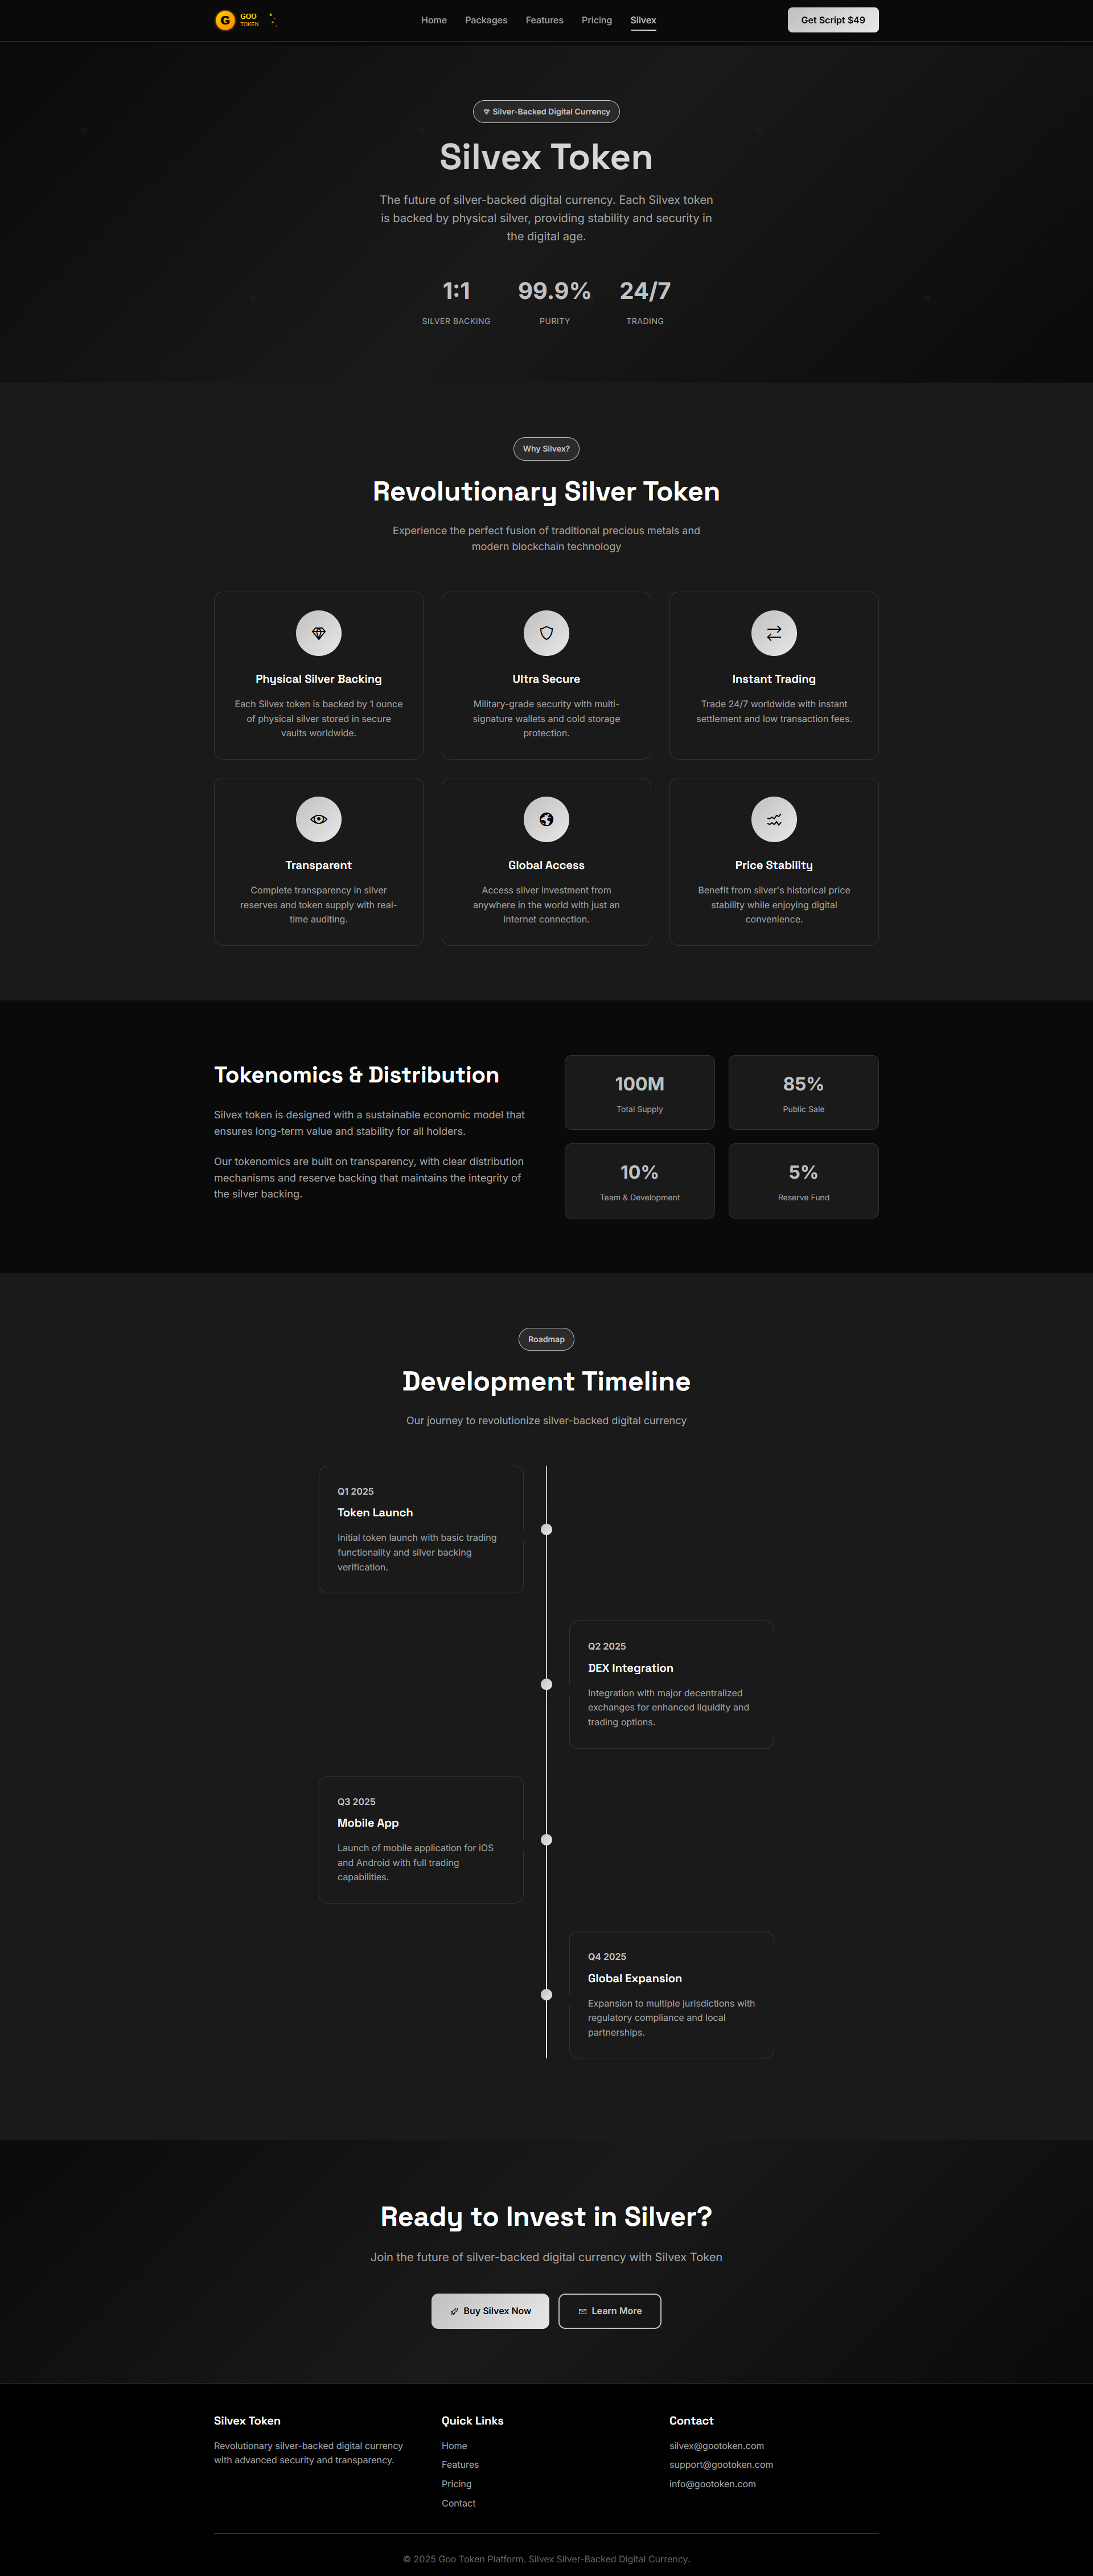 G
GOO
TOKEN
Home
Packages
Features
Pricing
Silvex
Get Script $49
Silver-Backed Digital Currency
Silvex Token
The future of silver-backed digital currency. Each Silvex token
is backed by physical silver, providing stability and security in
the digital age.
1:1
SILVER BACKING
99.9%
PURITY
24/7
TRADING
Why Silvex?
Revolutionary Silver Token
Experience the perfect fusion of traditional precious metals and
modern blockchain technology
Physical Silver Backing
Each Silvex token is backed by 1 ounce
of physical silver stored in secure
vaults worldwide.
Ultra Secure
Military-grade security with multi-
signature wallets and cold storage
protection.
Instant Trading
Trade 24/7 worldwide with instant
settlement and low transaction fees.
Transparent
Complete transparency in silver
reserves and token supply with real-
time auditing.
Global Access
Access silver investment from
anywhere in the world with just an
internet connection.
Price Stability
Benefit from silver's historical price
stability while enjoying digital
convenience.
Tokenomics & Distribution
Silvex token is designed with a sustainable economic model that
ensures long-term value and stability for all holders.
Our tokenomics are built on transparency, with clear distribution
mechanisms and reserve backing that maintains the integrity of
the silver backing.
100M
Total Supply
85%
Public Sale
10%
Team & Development
5%
Reserve Fund
Roadmap
Development Timeline
Our journey to revolutionize silver-backed digital currency
Q1 2025
Token Launch
Initial token launch with basic trading
functionality and silver backing
verification.
Q2 2025
DEX Integration
Integration with major decentralized
exchanges for enhanced liquidity and
trading options.
Q3 2025
Mobile App
Launch of mobile application for iOS
and Android with full trading
capabilities.
Q4 2025
Global Expansion
Expansion to multiple jurisdictions with
regulatory compliance and local
partnerships.
Ready to Invest in Silver?
Join the future of silver-backed digital currency with Silvex Token
Buy Silvex Now
Learn More
Silvex Token
Revolutionary silver-backed digital currency
with advanced security and transparency.
Quick Links
Home
Features
Pricing
Contact
Contact
silvex@gootoken.com
support@gootoken.com
info@gootoken.com
© 2025 Goo Token Platform. Silvex Silver-Backed Digital Currency.